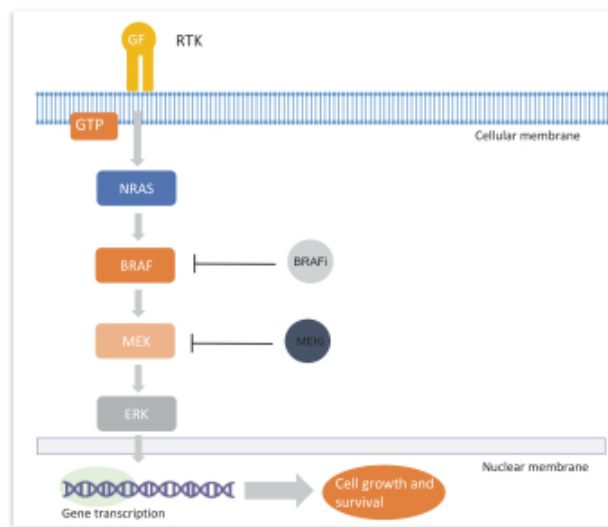 GF
RTK
GTP
Cellular membrane
NRAS
BRAF
BRAFi
MEK
MEKi
ERK
Nuclear membrane
Gene transcription
Cell growth and
survival